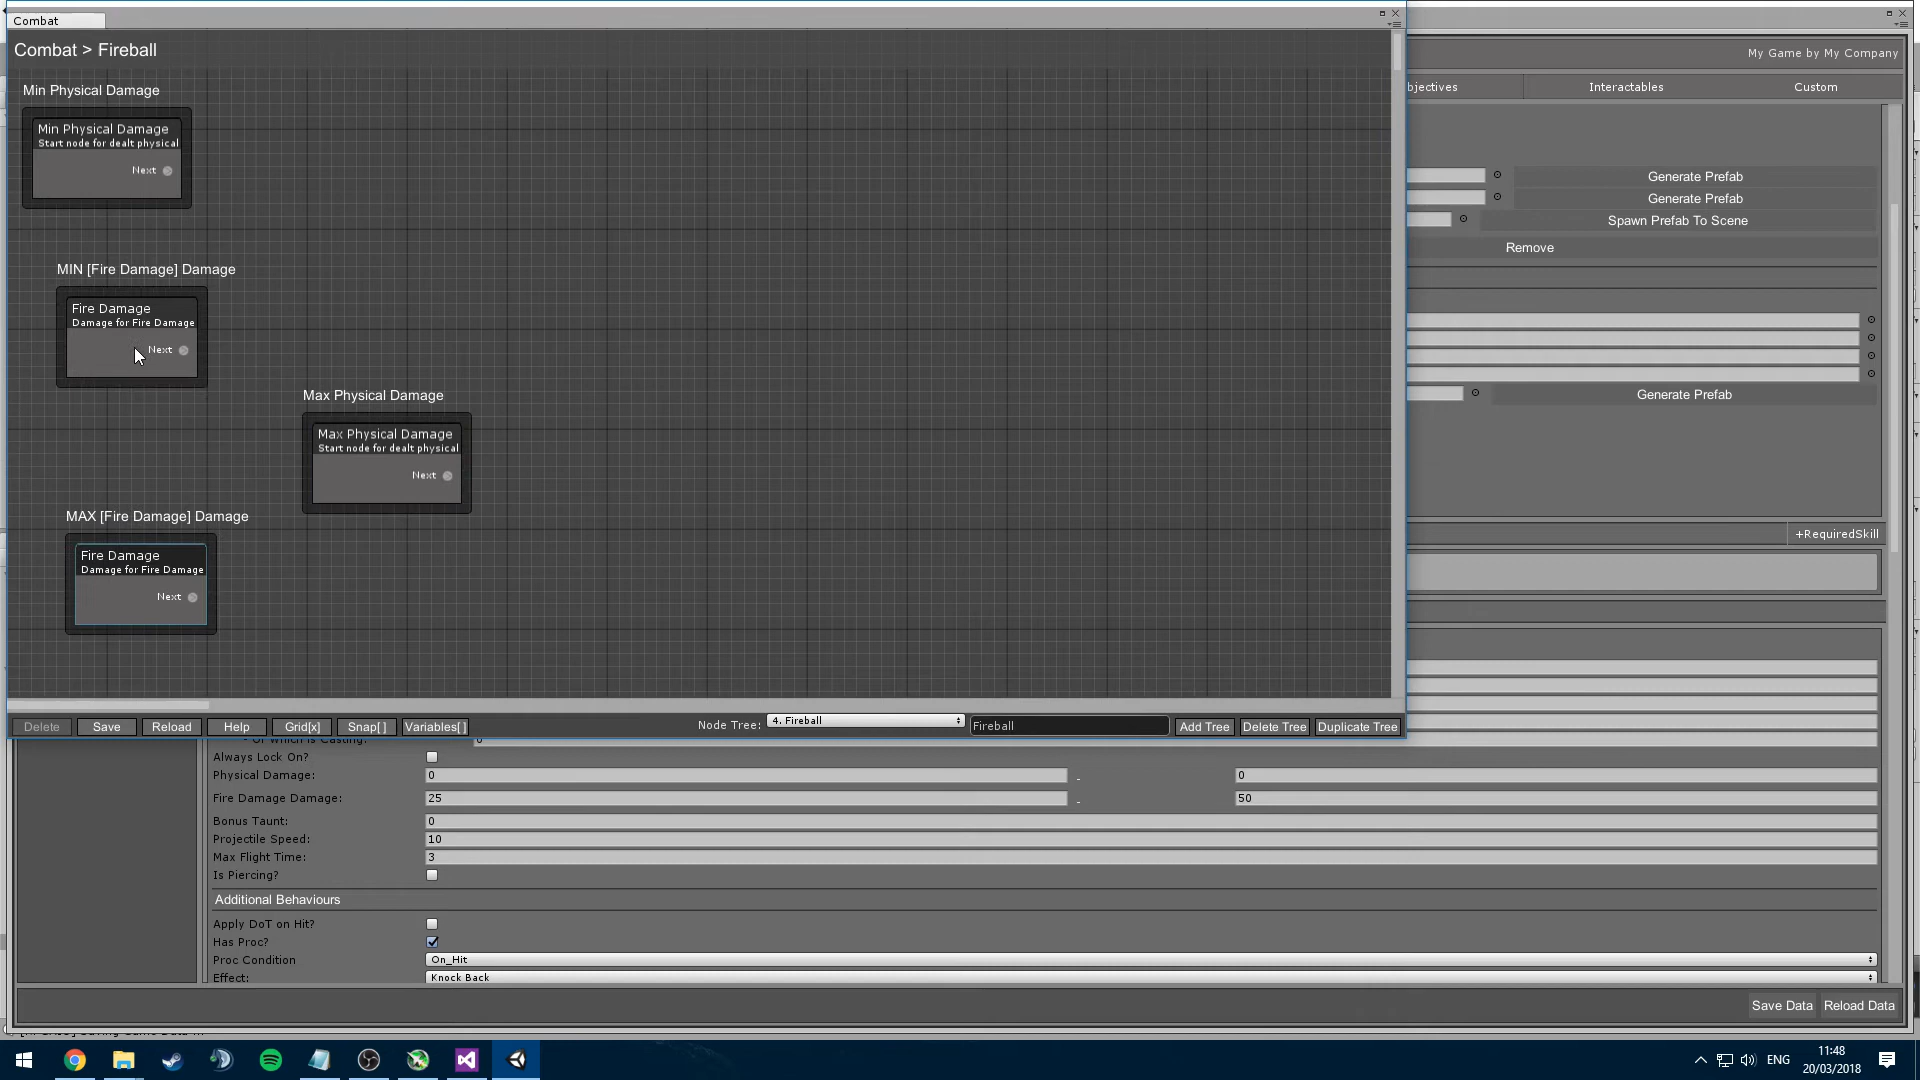 Combat
Combat > Fireball
My Game by My Company
bjectives
Interactables
Custom
Min Physical Damage
Min Physical Damage
Start node for dealt physical
Next
Generate Prefab
Generate Prefab
Spawn Prefab To Scene
Remove
MIN [Fire Damage] Damage
Fire Damage
Damage for Fire Damage
Next
Max Physical Damage
Max Physical Damage
Start node for dealt physical
Next
Generate Prefab
MAX [Fire Damage] Damage
Fire Damage
Damage for Fire Damage
Next
+RequiredSkill
Delete
Save
Reload
Help
Grid[x]
Snap[ ]
Variables[ ]
Node Tree:
4. Fireball
Fireball
Add Tree
Delete Tree
Duplicate Tree
- Of Which is Casting:
0
Always Lock On?
Physical Damage:
0
-
0
Fire Damage Damage:
25
-
50
Bonus Taunt:
0
Projectile Speed:
10
Max Flight Time:
3
Is Piercing?
Additional Behaviours
Apply DoT on Hit?
Has Proc?
Proc Condition
On_Hit
Effect:
Knock Back
Save Data
Reload Data
ENG
11:48
20/03/2018